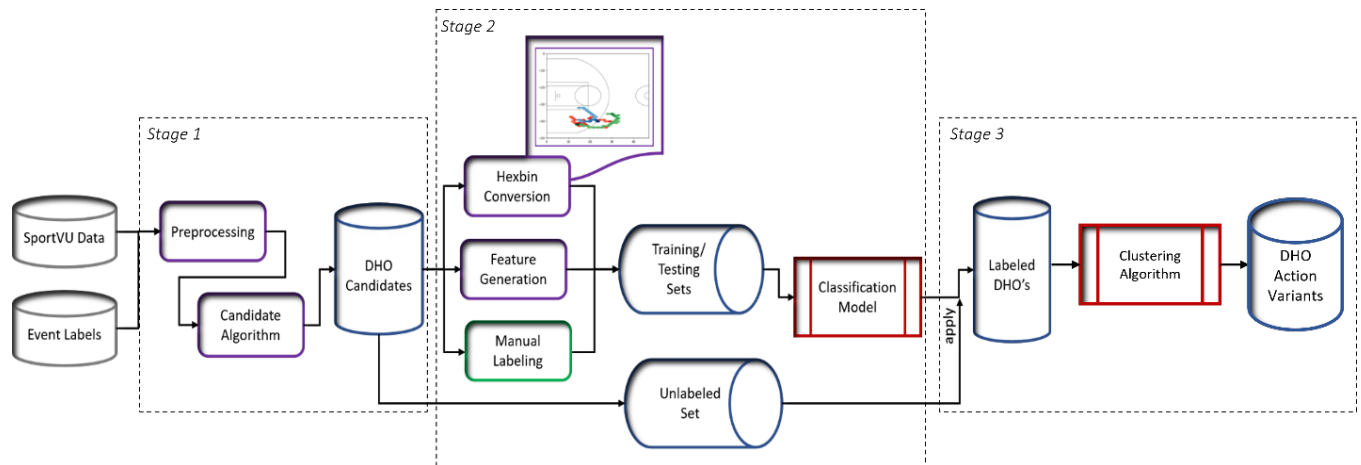 Stage 1
Stage 2
Stage 3
SportVU Data
Event Labels
Preprocessing
Candidate
Algorithm
DHO
Candidates
Hexbin
Conversion
Feature
Generation
Manual
Labeling
Training/
Testing
Sets
Unlabeled
Set
Classification
Model
apply
Labeled
DHO's
Clustering
Algorithm
DHO
Action
Variants